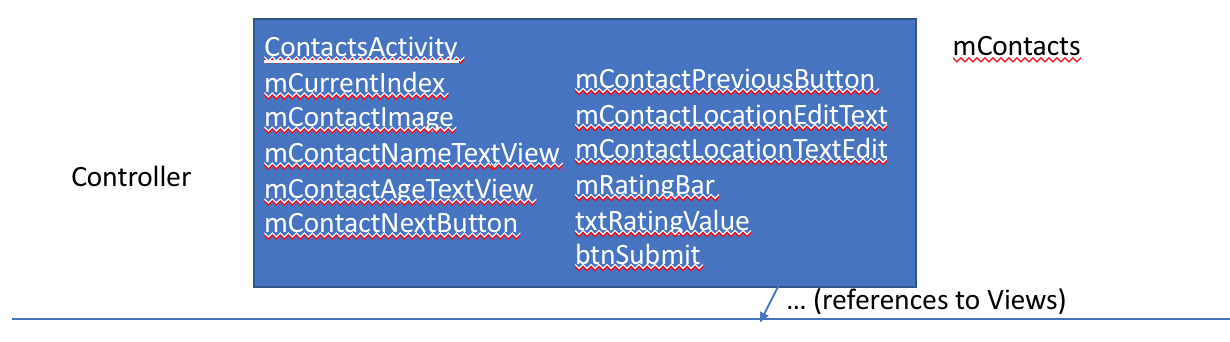 ContactsActivity
mCurrentIndex
mContactImage
mContactNameTextView
mContactAgeTextView
mContactNextButton
mContactPreviousButton
mContactLocationEditText
mContactLocationTextEdit
mRatingBar
txtRatingValue
btnSubmit
mContacts
Controller
... (references to Views)